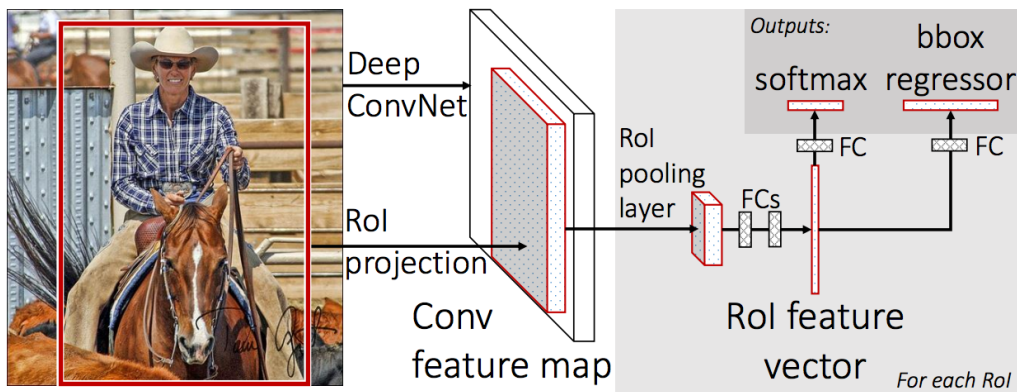 Deep
ConvNet
RoI
projection
Conv
feature map
RoI
pooling
layer
FCs
Outputs:
softmax
bbox
regressor
FC
FC
RoI feature
vector
For each RoI